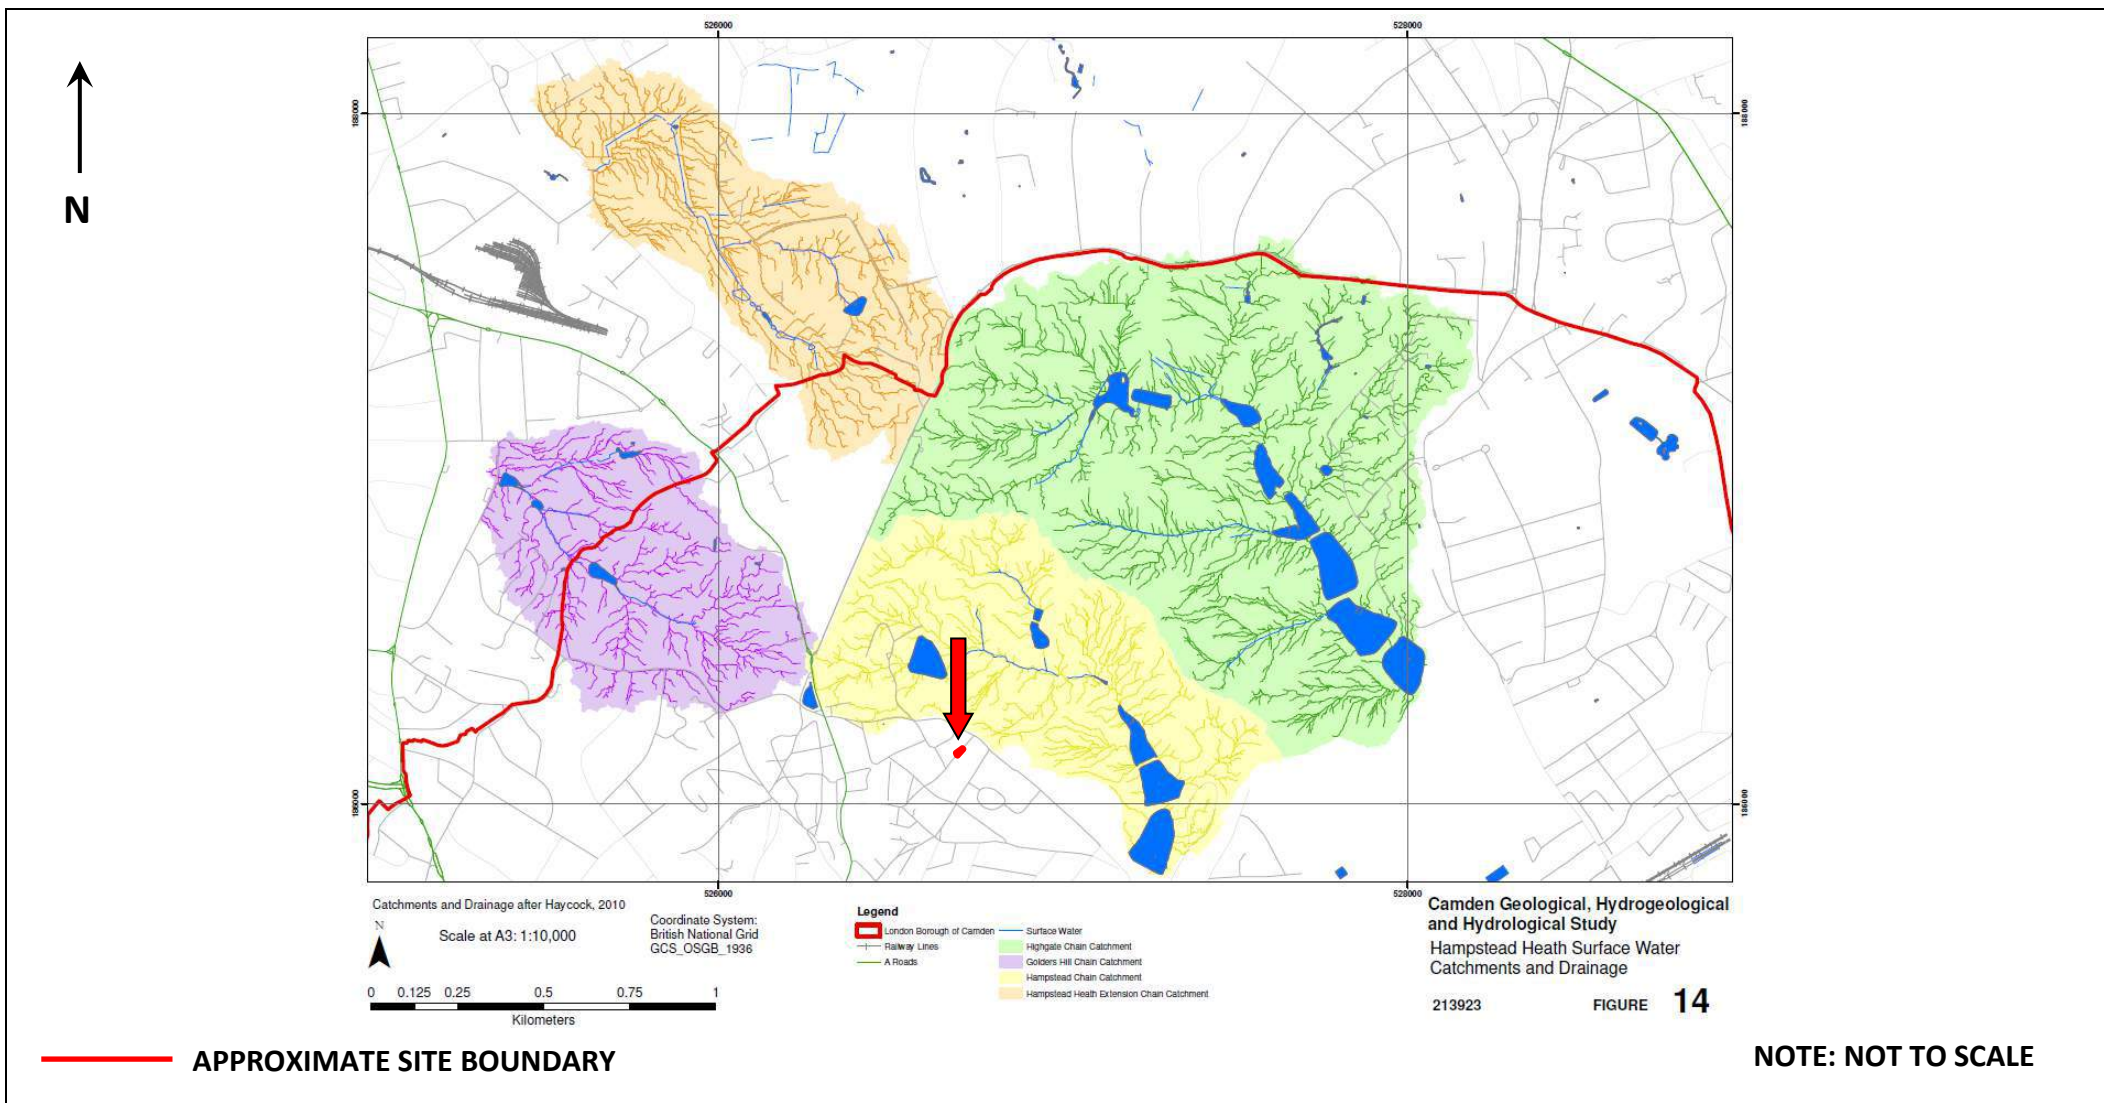 526000
528000
188000
188000
N
186000
186000
526000
528000
Catchments and Drainage after Haycock, 2010
N
Scale at A3: 1:10,000
Coordinate System:
British National Grid
GCS_OSGB_1936
0 0.125 0.25 0.5 0.75 1
Kilometers
Legend
London Borough of Camden
Railway Lines
A Roads
Surface Water
Highgate Chain Catchment
Golders Hill Chain Catchment
Hampstead Chain Catchment
Hampstead Heath Extension Chain Catchment
Camden Geological, Hydrogeological
and Hydrological Study
Hampstead Heath Surface Water
Catchments and Drainage
213923 FIGURE 14
APPROXIMATE SITE BOUNDARY
NOTE: NOT TO SCALE